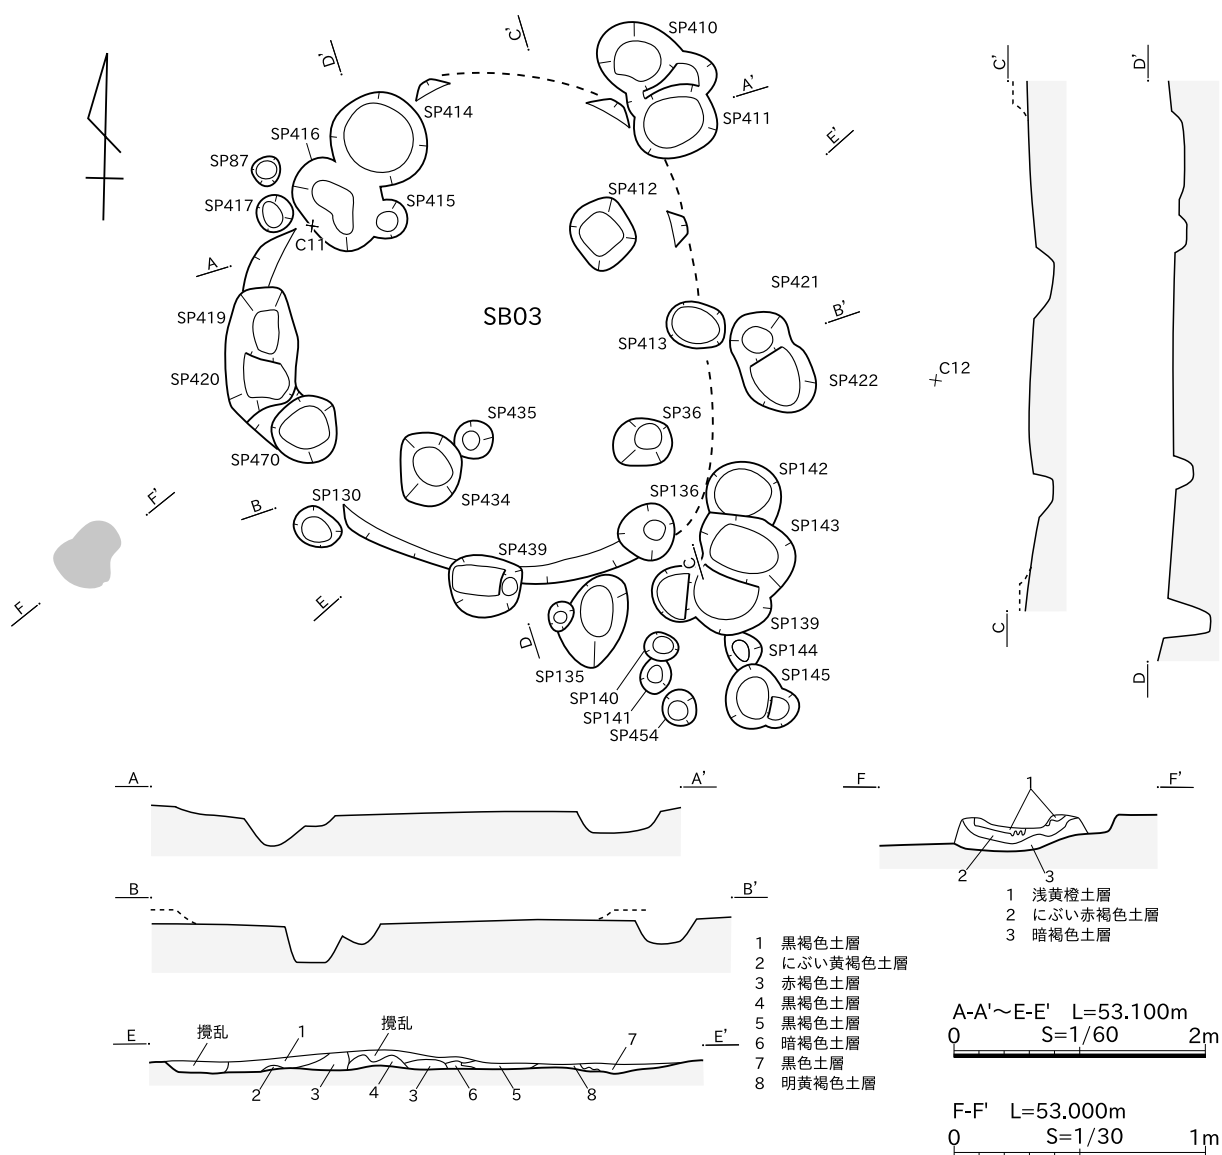 SP410
C'
D'
A'
SP414
SP411
SP416
E'
SP87
SP412
SP417
SP415
C11
A
SP421
SB03
B'
SP419
SP413
SP420
SP422
C12
SP435
SP36
SP470
SP142
F'
B
SP130
SP434
SP136
SP143
SP439
C
F
E
SP139
D
SP144
SP135
SP145
SP140
SP141
SP454
C'
D'
C
D
A
A'
F
F'
1
2
3
1 浅黄橙土層
2 にぶい赤褐色土層
3 暗褐色土層
B
B'
1 黒褐色土層
2 にぶい黄褐色土層
3 赤褐色土層
4 黒褐色土層
5 黒褐色土層
6 暗褐色土層
7 黒色土層
8 明黄褐色土層
E
攪乱
1
攪乱
7
E'
2
3
4
3
6
5
8
A-A'～E-E' L=53.100m
0 S=1/60 2m
F-F' L=53.000m
0 S=1/30 1m